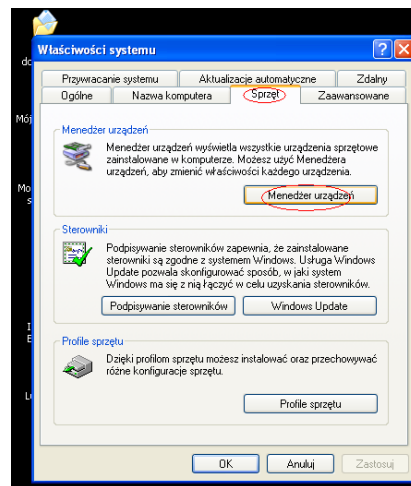 Właściwości systemu
Przywracanie systemu
Aktualizacje automatyczne
Zdalny
Ogólne
Nazwa komputera
Sprzęt
Zaawansowane
Menedżer urządzeń
Menedżer urządzeń wyświetla wszystkie urządzenia sprzętowe
zainstalowane w komputerze. Możesz użyć Menedżera
urządzeń, aby zmienić właściwości każdego urządzenia.
Menedżer urządzeń
Sterowniki
Podpisywanie sterowników zapewnia, że zainstalowane
sterowniki są zgodne z systemem Windows. Usługa Windows
Update pozwala skonfigurować sposób, w jaki system
Windows ma się z nią łączyć w celu uzyskania sterowników.
Podpisywanie sterowników
Windows Update
Profile sprzętu
Dzięki profilom sprzętu możesz instalować oraz przechowywać
różne konfiguracje sprzętu.
Profile sprzętu
OK
Anuluj
Zastosuj